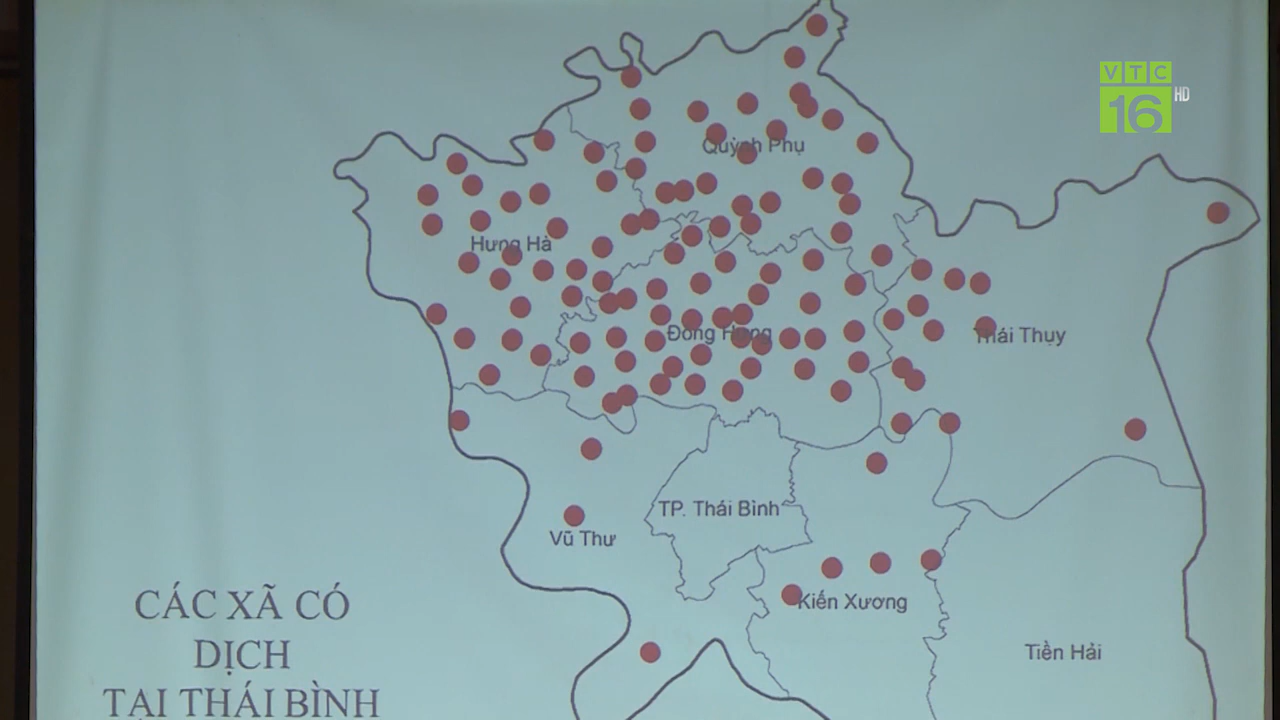 VTC
16 HD
Quỳnh Phụ
Hưng Hà
Đông Hưng
Thái Thụy
TP. Thái Bình
Vũ Thư
Kiến Xương
Tiền Hải
CÁC XÃ CÓ
DỊCH
TẠI THÁI BÌNH